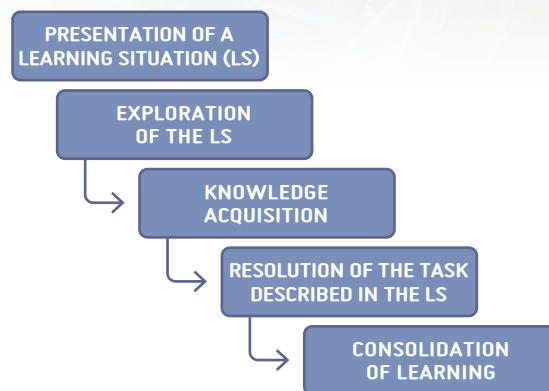 PRESENTATION OF A
LEARNING SITUATION (LS)
EXPLORATION
OF THE LS
KNOWLEDGE
ACQUISITION
RESOLUTION OF THE TASK
DESCRIBED IN THE LS
CONSOLIDATION
OF LEARNING